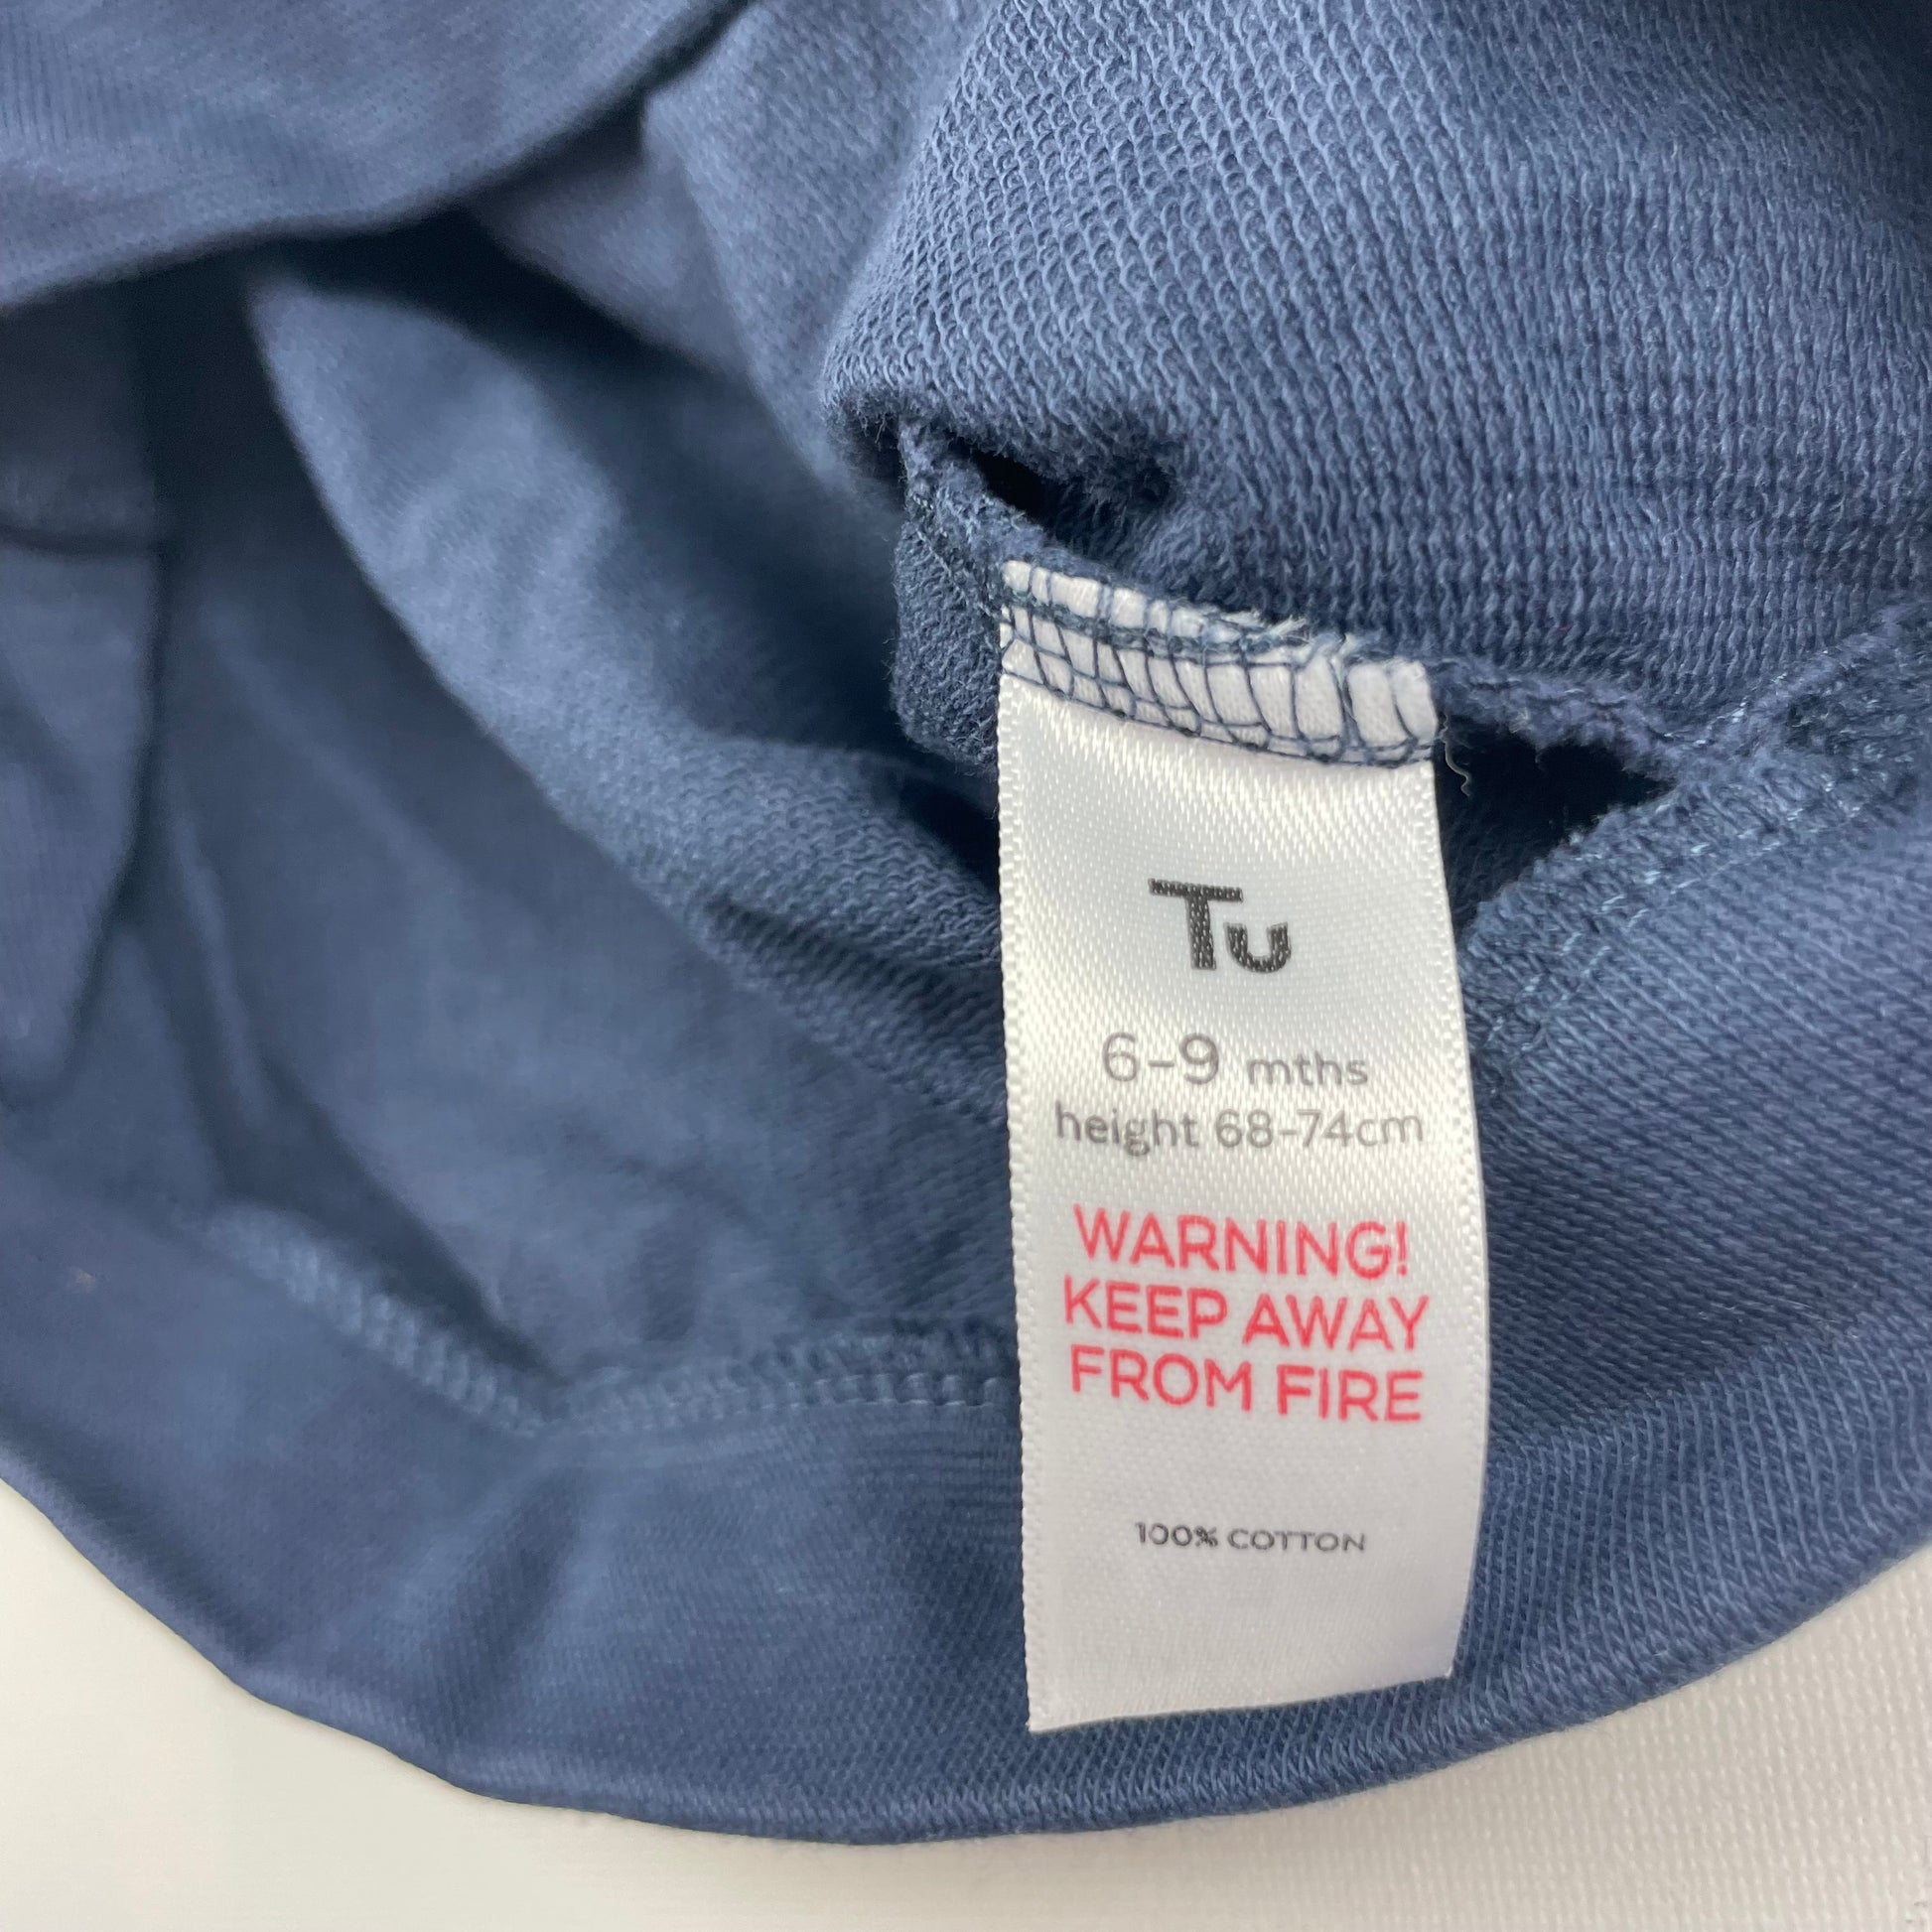 Tu
6-9 mths
height 68-74cm
WARNING!
KEEP AWAY
FROM FIRE
100% COTTON